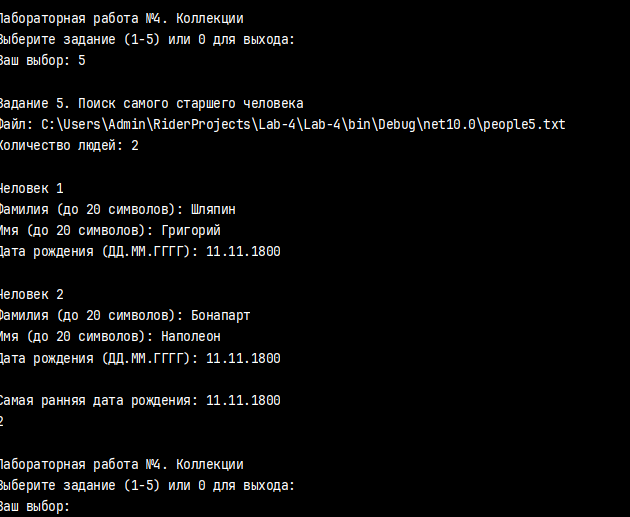 Лабораторная работа №4. Коллекции
Выберите задание (1-5) или 0 для выхода:
Ваш выбор: 5
Задание 5. Поиск самого старшего человека
Файл: C:\Users\Admin\RiderProjects\Lab-4\Lab-4\bin\Debug\net10.0\people5.txt
Количество людей: 2
Человек 1
Фамилия (до 20 символов): Шляпин
Имя (до 20 символов): Григорий
Дата рождения (ДД.ММ.ГГГГ): 11.11.1800
Человек 2
Фамилия (до 20 символов): Бонапарт
Имя (до 20 символов): Наполеон
Дата рождения (ДД.ММ.ГГГГ): 11.11.1800
Самая ранняя дата рождения: 11.11.1800
2
Лабораторная работа №4. Коллекции
Выберите задание (1-5) или 0 для выхода:
Ваш выбор: